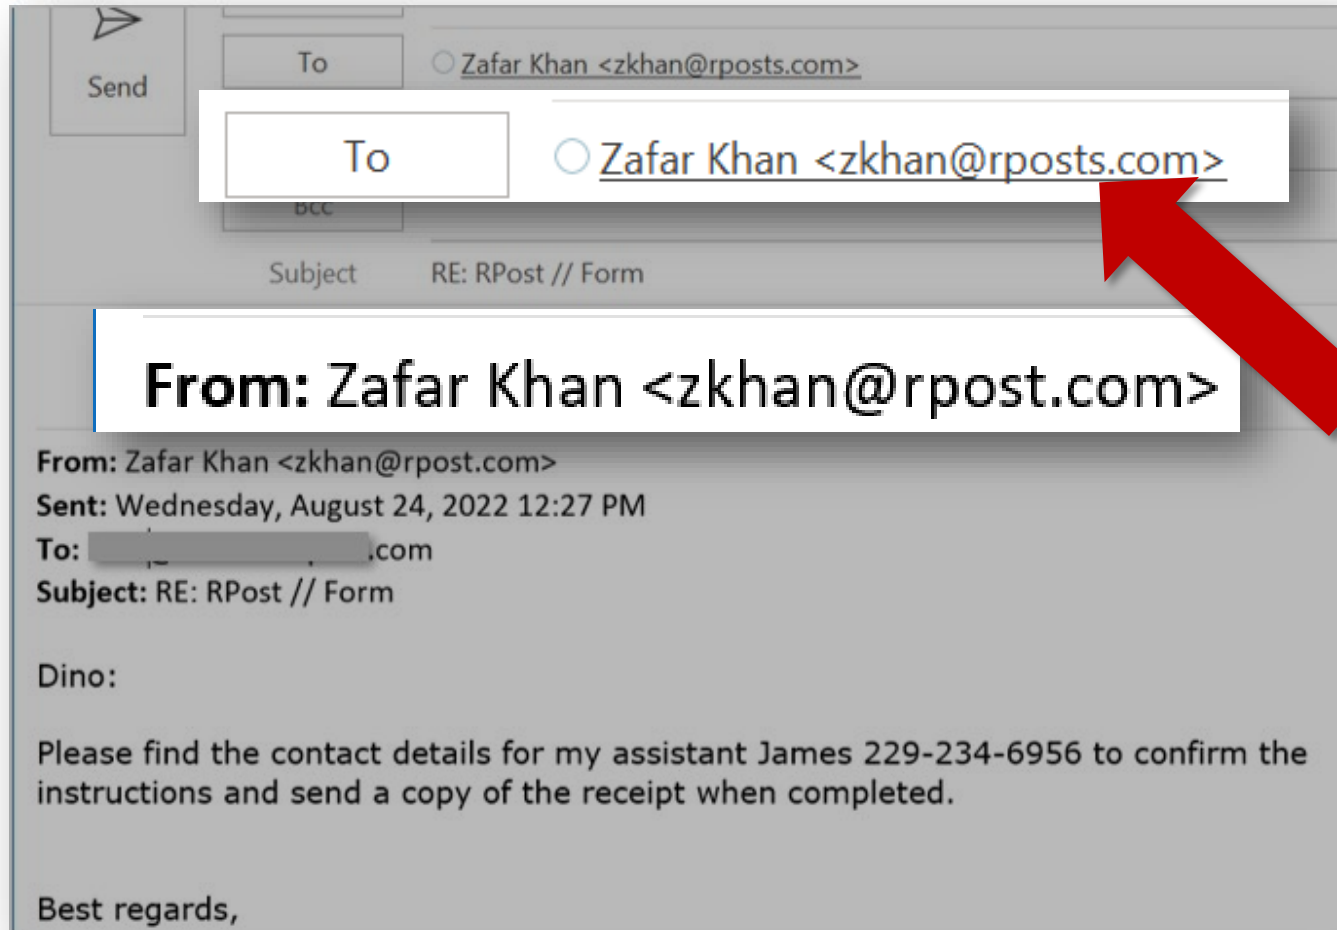 Send
To
Zafar Khan <zkhan@rposts.com>
To
Zafar Khan <zkhan@rposts.com>
Bcc
Subject RE: RPost // Form
From: Zafar Khan <zkhan@rpost.com>
From: Zafar Khan <zkhan@rpost.com>
Sent: Wednesday, August 24, 2022 12:27 PM
To: .com
Subject: RE: RPost // Form
Dino:
Please find the contact details for my assistant James 229-234-6956 to confirm the
instructions and send a copy of the receipt when completed.
Best regards,